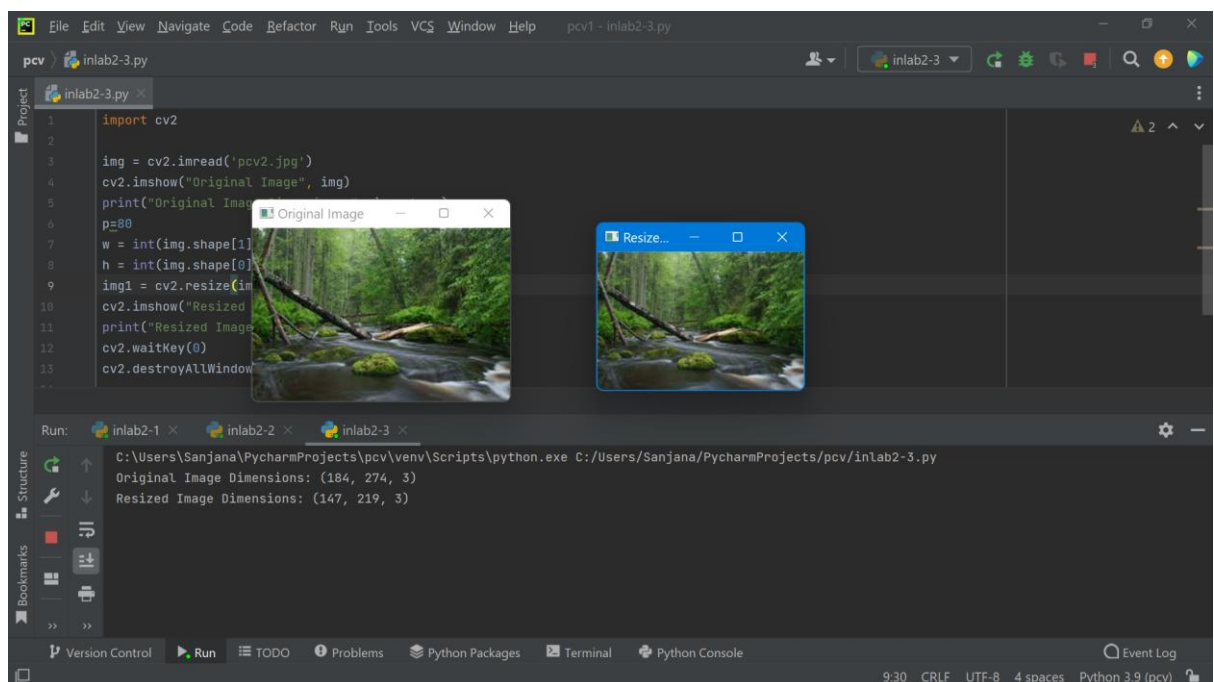 File Edit View Navigate Code Refactor Run Tools VCS Window Help pcv1 - inlab2-3.py
pcv inlab2-3.py inlab2-3
Project
inlab2-3.py
1 import cv2
2
3 img = cv2.imread('pcv2.jpg')
4 cv2.imshow("Original Image", img)
5 print("Original Imag
6 p=80
7 w = int(img.shape[1]
8 h = int(img.shape[0]
9 img1 = cv2.resize(im
10 cv2.imshow("Resized
11 print("Resized Image
12 cv2.waitKey(0)
13 cv2.destroyAllWindow
2
Original Image
Resize...
Run: inlab2-1 inlab2-2 inlab2-3
C:\Users\Sanjana\PycharmProjects\pcv\venv\Scripts\python.exe C:/Users/Sanjana/PycharmProjects/pcv/inlab2-3.py
Original Image Dimensions: (184, 274, 3)
Resized Image Dimensions: (147, 219, 3)
Structure
Bookmarks
Version Control Run TODO Problems Python Packages Terminal Python Console Event Log
9:30 CRLF UTF-8 4 spaces Python 3.9 (pcv)